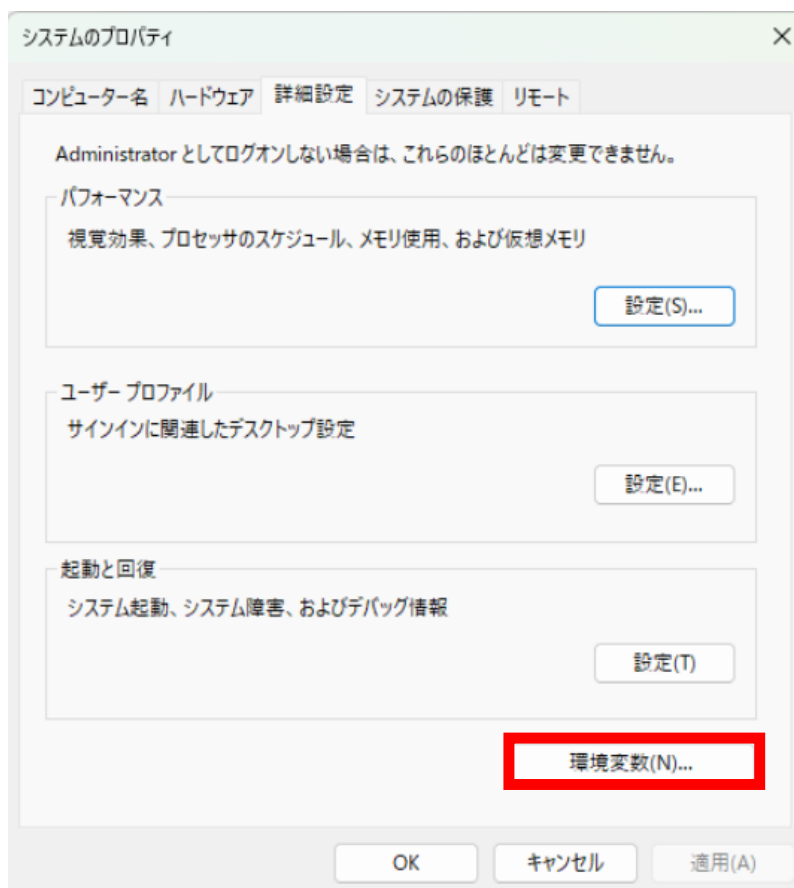 システムのプロパティ
コンピューター名 ハードウェア 詳細設定 システムの保護 リモート
Administrator としてログオンしない場合は、これらのほとんどは変更できません。
パフォーマンス
視覚効果、プロセッサのスケジュール、メモリ使用、および仮想メモリ
設定(S)...
ユーザー プロファイル
サインインに関連したデスクトップ設定
設定(E)...
起動と回復
システム起動、システム障害、およびデバッグ情報
設定(T)
環境変数(N)...
OK キャンセル 適用(A)